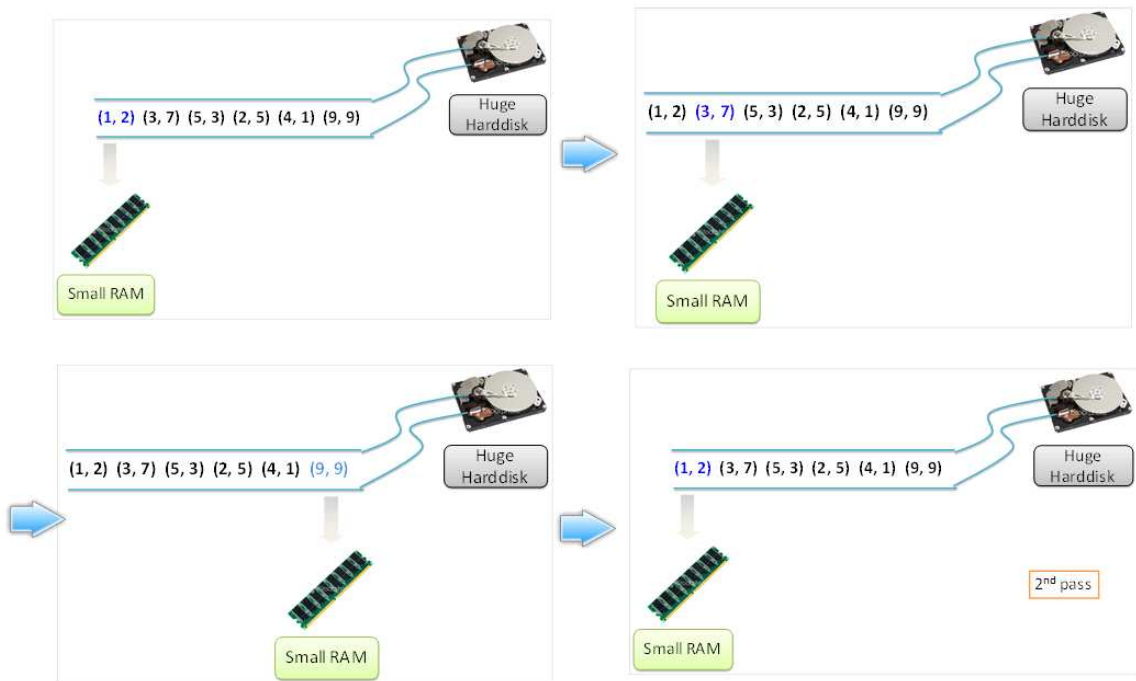 (1, 2) (3, 7) (5, 3) (2, 5) (4, 1) (9, 9)
Huge
Harddisk
Small RAM
(1, 2) (3, 7) (5, 3) (2, 5) (4, 1) (9, 9)
Huge
Harddisk
Small RAM
(1, 2) (3, 7) (5, 3) (2, 5) (4, 1) (9, 9)
Huge
Harddisk
Small RAM
(1, 2) (3, 7) (5, 3) (2, 5) (4, 1) (9, 9)
Huge
Harddisk
2nd pass
Small RAM